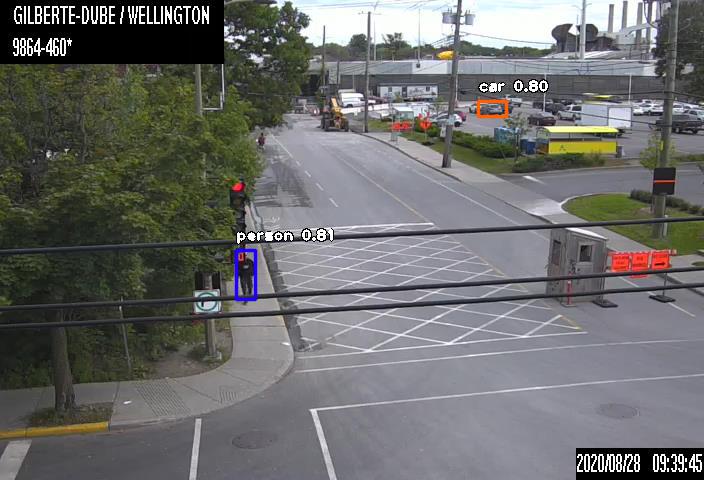 GILBERTE-DUBE / WELLINGTON
9864-460*
car 0.80
person 0.81
P
2020/08/28 09:39:45